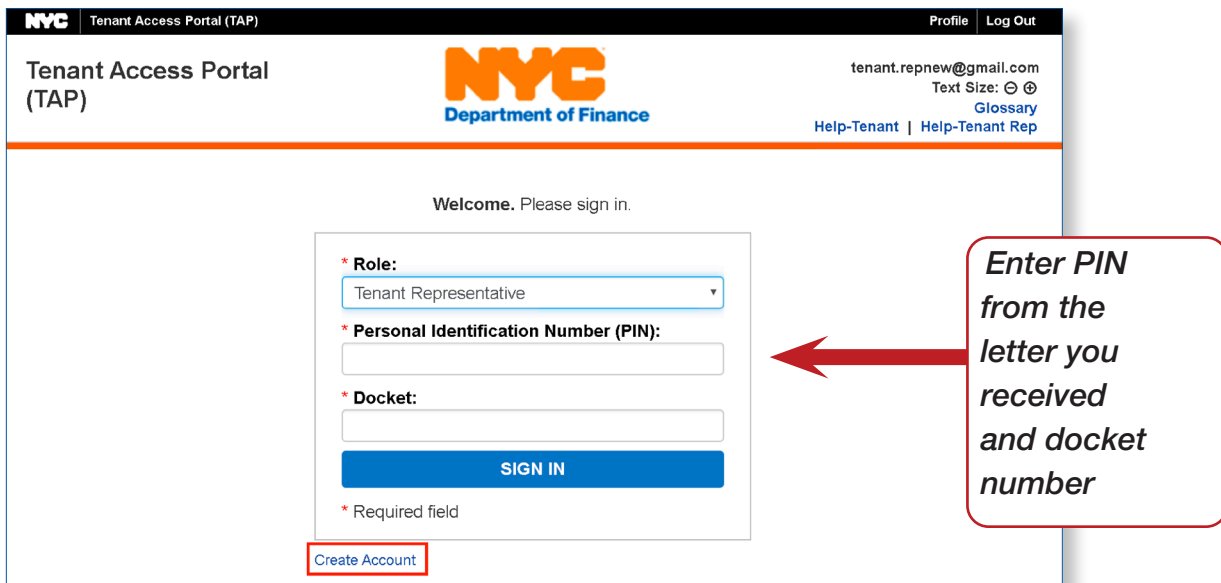 NYC Tenant Access Portal (TAP) Profile Log Out
Tenant Access Portal
(TAP)
NYC
Department of Finance
tenant.repnew@gmail.com
Text Size: ⊖ ⊕
Glossary
Help-Tenant | Help-Tenant Rep
Welcome. Please sign in.
* Role:
Tenant Representative
* Personal Identification Number (PIN):
* Docket:
SIGN IN
* Required field
Create Account
Enter PIN
from the
letter you
received
and docket
number